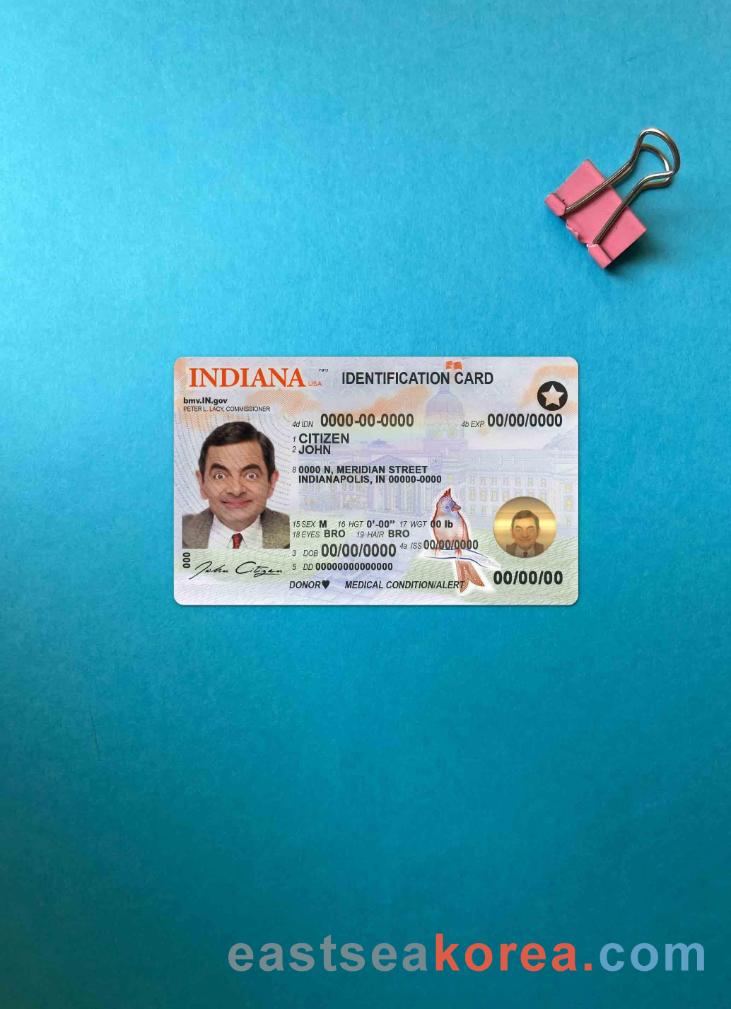 INDIANA USA IDENTIFICATION CARD
bmv.IN.gov
PETER L. LACY, COMMISSIONER
4d IDN 0000-00-0000 4b EXP 00/00/0000
1 CITIZEN
2 JOHN
8 0000 N, MERIDIAN STREET
INDIANAPOLIS, IN 00000-0000
15 SEX M 16 HGT 0'-00" 17 WGT 00 lb
18 EYES BRO 19 HAIR BRO
3 DOB 00/00/0000 4a ISS 00/00/0000
000
5 DD 00000000000000
John Citizen
DONOR♥ MEDICAL CONDITION/ALERT
00/00/00
eastseakorea.com